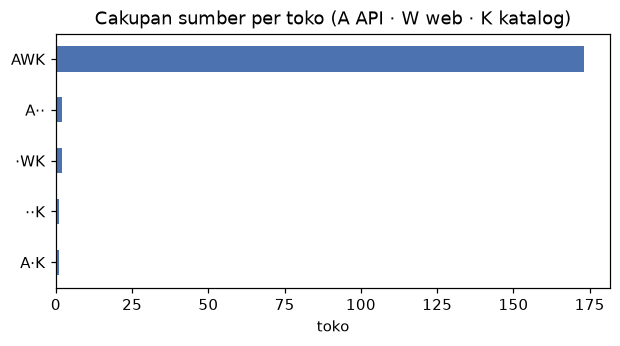 Cakupan sumber per toko (A API · W web · K katalog)
AWK
A··
·WK
··K
A·K
0 25 50 75 100 125 150 175
toko